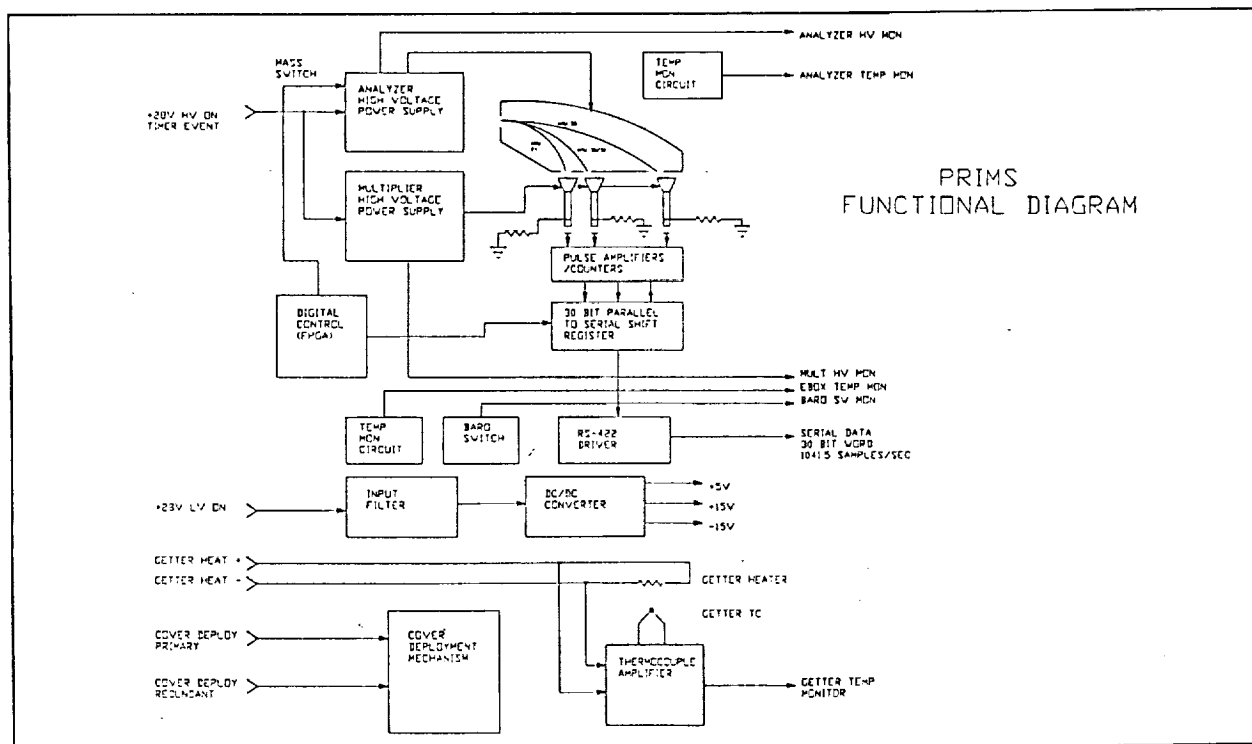 ANALYZER HV MON
MASS
SWITCH
ANALYZER
HIGH VOLTAGE
POWER SUPPLY
TEMP
MON
CIRCUIT
ANALYZER TEMP MON
HV ON
TIMER EVENT
PRIMS
FUNCTIONAL DIAGRAM
MULTIPLIER
HIGH VOLTAGE
POWER SUPPLY
PULSE AMPLIFIERS
/COUNTERS
DIGITAL
CONTROL
(FPGA)
30 BIT PARALLEL
TO SERIAL SHIFT
REGISTER
MULT HV MON
EBOX TEMP MON
BARO SW MON
TEMP
MON
CIRCUIT
BARO
SWITCH
RS-422
DRIVER
SERIAL DATA
30 BIT WORD
SAMPLES/SEC
INPUT
FILTER
DC/DC
CONVERTER
+5V
+15V
-15V
LV ON
GETTER HEAT +
GETTER HEAT -
GETTER HEATER
GETTER TC
COVER DEPLOY
PRIMARY
COVER
DEPLOYMENT
MECHANISM
THERMOCOUPLE
AMPLIFIER
COVER DEPLOY
REDUNDANT
GETTER TEMP
MONITOR